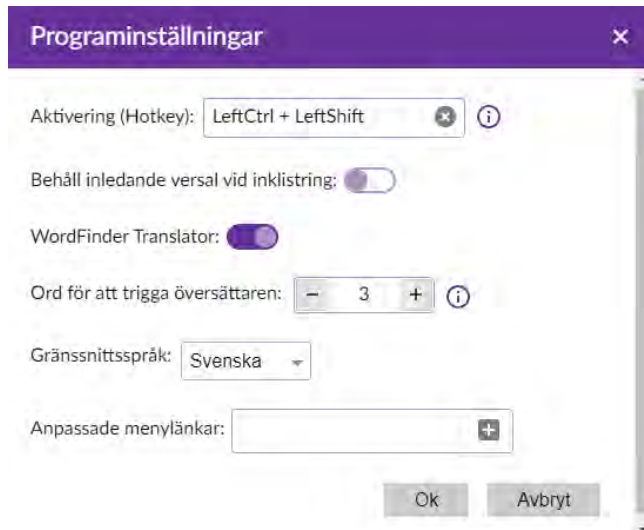 Programinställningar
Aktivering (Hotkey): LeftCtrl + LeftShift
Behåll inledande versal vid inklistring:
WordFinder Translator:
Ord för att trigga översättaren: − 3 +
Gränssnittsspråk: Svenska
Anpassade menylänkar:
Ok Avbryt